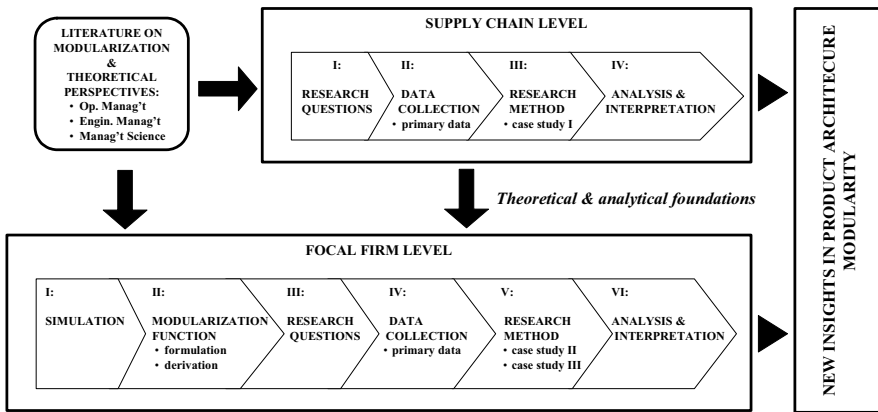 LITERATURE ON
MODULARIZATION
&
THEORETICAL
PERSPECTIVES:
• Op. Manag't
• Engin. Manag't
• Manag't Science
SUPPLY CHAIN LEVEL
I:
RESEARCH
QUESTIONS
II:
DATA
COLLECTION
• primary data
III:
RESEARCH
METHOD
• case study I
IV:
ANALYSIS &
INTERPRETATION
Theoretical & analytical foundations
FOCAL FIRM LEVEL
I:
SIMULATION
II:
MODULARIZATION
FUNCTION
• formulation
• derivation
III:
RESEARCH
QUESTIONS
IV:
DATA
COLLECTION
• primary data
V:
RESEARCH
METHOD
• case study II
• case study III
VI:
ANALYSIS &
INTERPRETATION
NEW INSIGHTS IN PRODUCT ARCHITECURE
MODULARITY